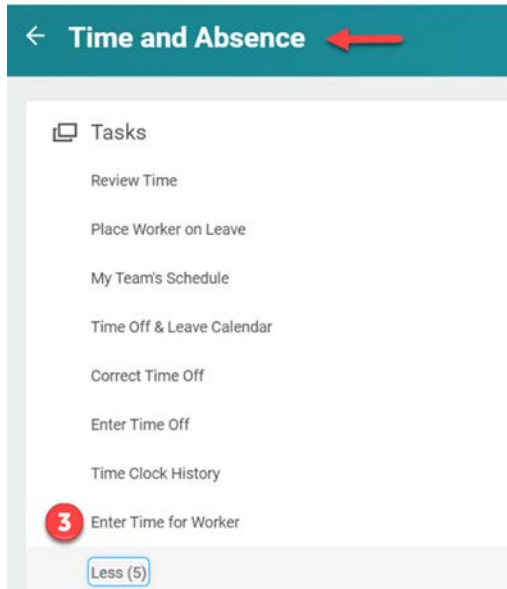 Time and Absence
Tasks
Review Time
Place Worker on Leave
My Team's Schedule
Time Off & Leave Calendar
Correct Time Off
Enter Time Off
Time Clock History
3 Enter Time for Worker
Less (5)